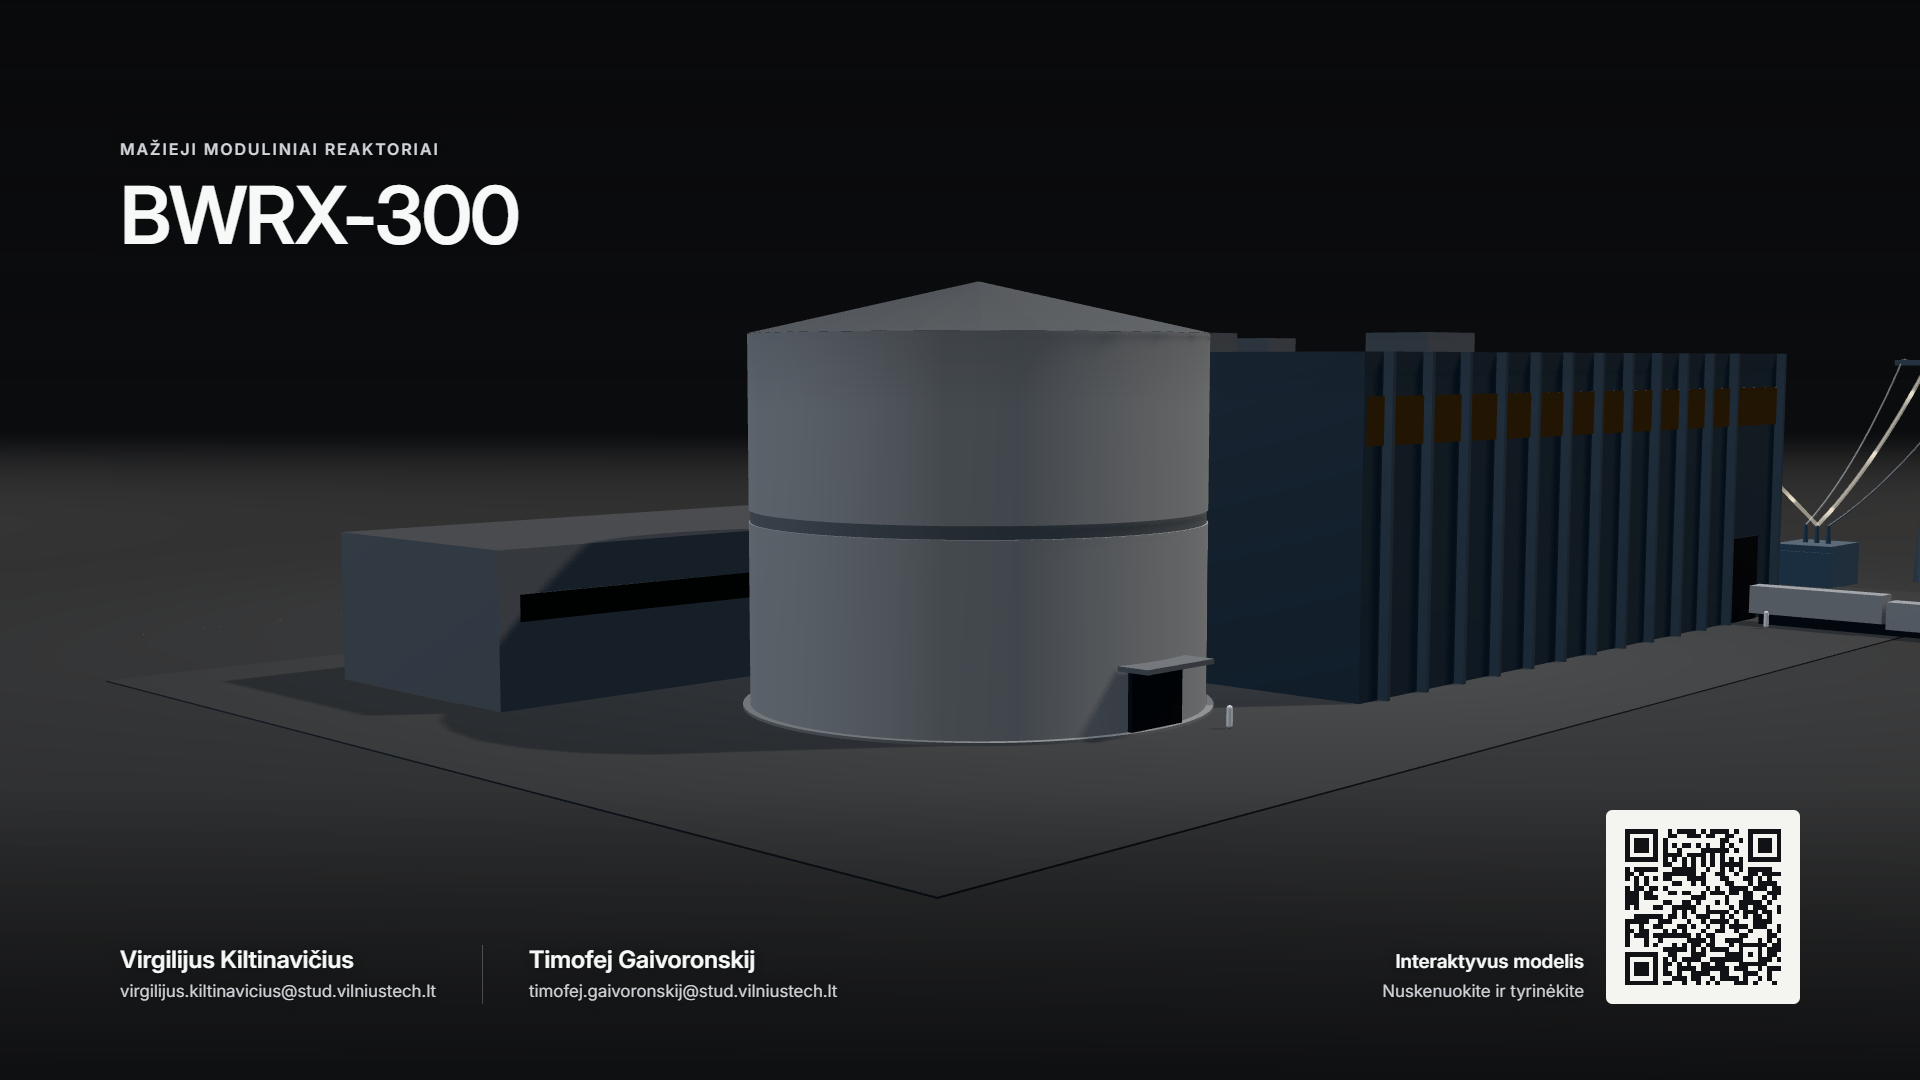 MAŽIEJI MODULINIAI REAKTORIAI
BWRX-300
Virgilijus Kiltinavičius
virgilijus.kiltinavicius@stud.vilniustech.lt
Timofej Gaivoronskij
timofej.gaivoronskij@stud.vilniustech.lt
Interaktyvus modelis
Nuskenuokite ir tyrinėkite